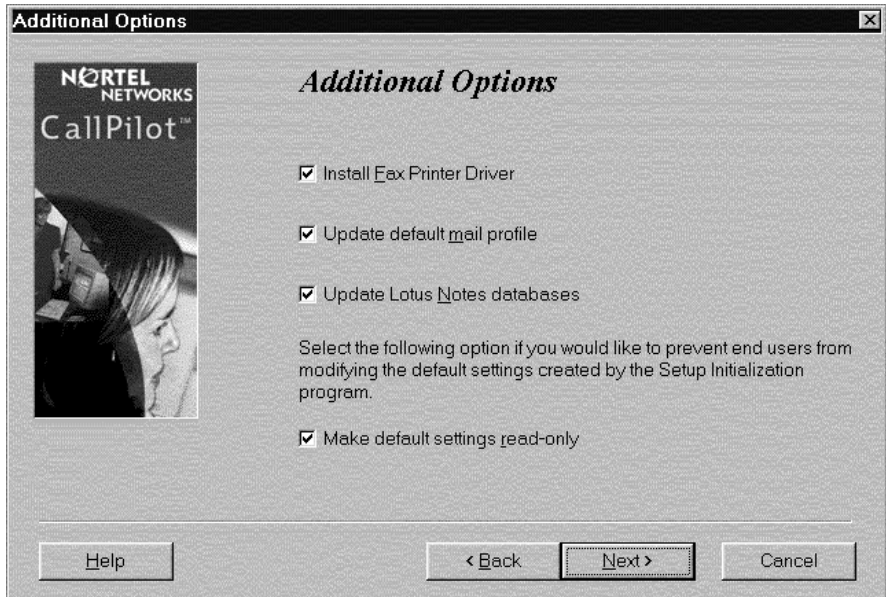 Additional Options
NORTEL
NETWORKS
CallPilot™
Additional Options
Install Fax Printer Driver
Update default mail profile
Update Lotus Notes databases
Select the following option if you would like to prevent end users from
modifying the default settings created by the Setup Initialization
program.
Make default settings read-only
Help
< Back
Next >
Cancel